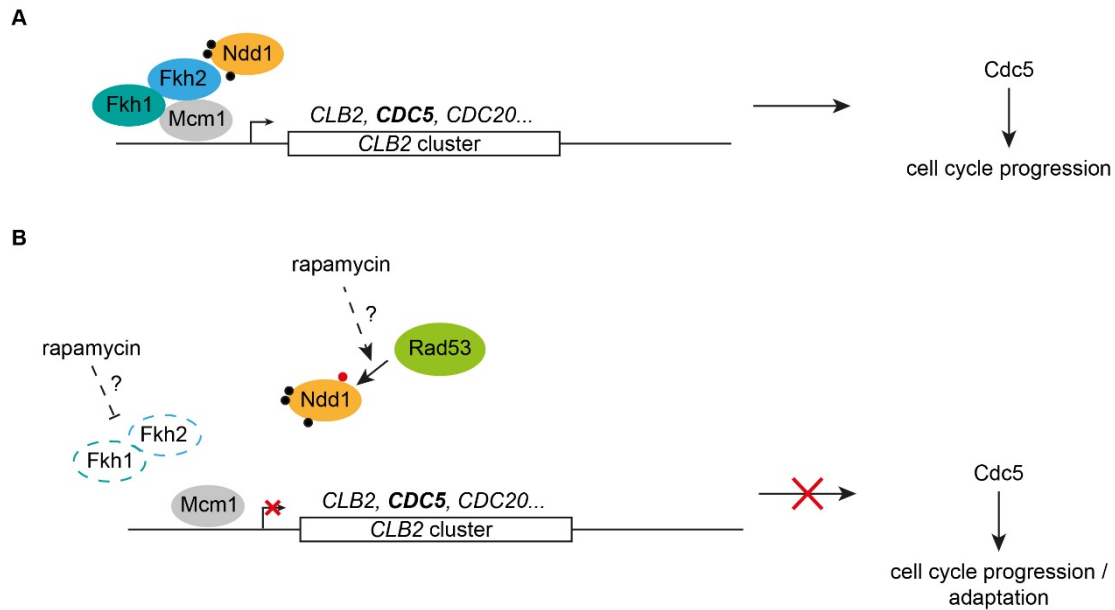 A
Ndd1
Fkh2
Fkh1
Mcm1
CLB2, CDC5, CDC20...
CLB2 cluster
Cdc5
cell cycle progression
B
rapamycin
?
Rad53
rapamycin
?
Ndd1
Fkh2
Fkh1
Mcm1
CLB2, CDC5, CDC20...
CLB2 cluster
Cdc5
cell cycle progression /
adaptation